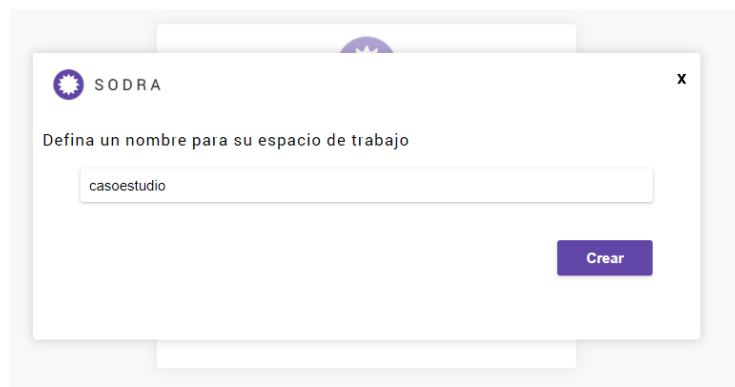 SODRA
x
Defina un nombre para su espacio de trabajo
casoestudio
Crear